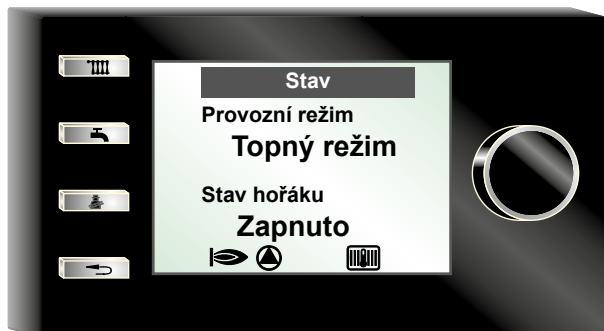 Stav
Provozní režim
Topný režim
Stav hořáku
Zapnuto